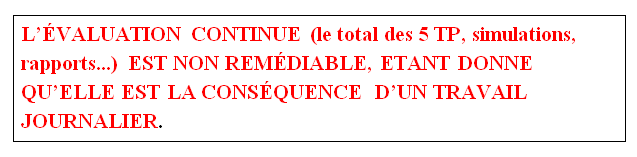 L'ÉVALUATION CONTINUE (le total des 5 TP, simulations,
rapports...) EST NON REMÉDIABLE, ETANT DONNE
QU'ELLE EST LA CONSÉQUENCE D'UN TRAVAIL
JOURNALIER.